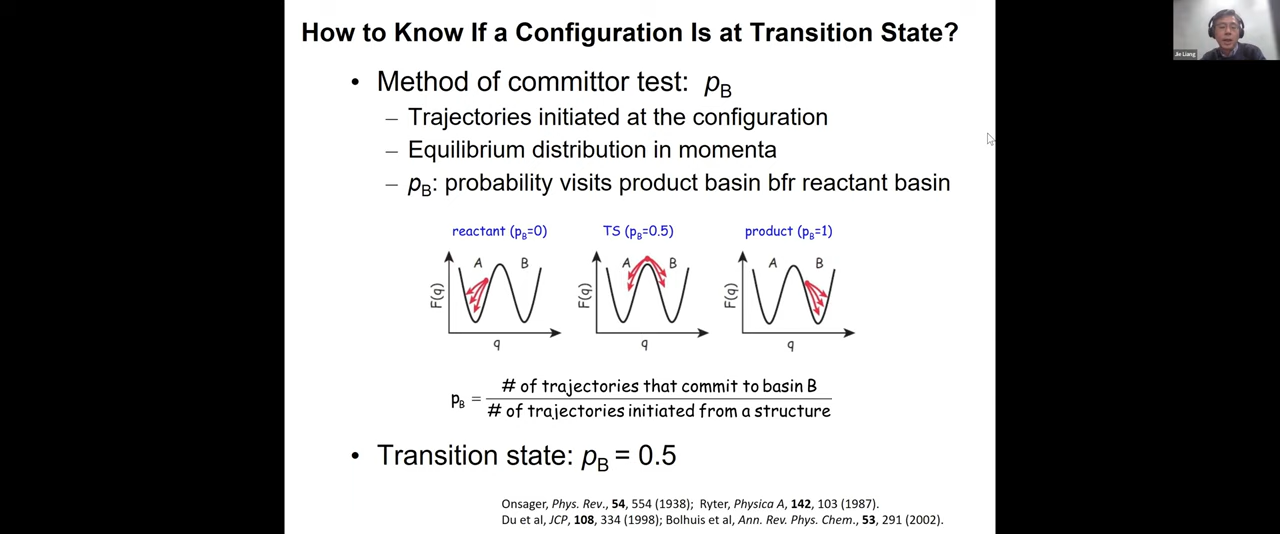 How to Know If a Configuration Is at Transition State?
• Method of committor test: pB
– Trajectories initiated at the configuration
– Equilibrium distribution in momenta
– pB: probability visits product basin bfr reactant basin
reactant (pB=0) TS (pB=0.5) product (pB=1)
A B A B A B
F(q) F(q) F(q)
q q q
# of trajectories that commit to basin B
pB =
# of trajectories initiated from a structure
• Transition state: pB = 0.5
Onsager, Phys. Rev., 54, 554 (1938); Ryter, Physica A, 142, 103 (1987).
Du et al, JCP, 108, 334 (1998); Bolhuis et al, Ann. Rev. Phys. Chem., 53, 291 (2002).
Jie Liang